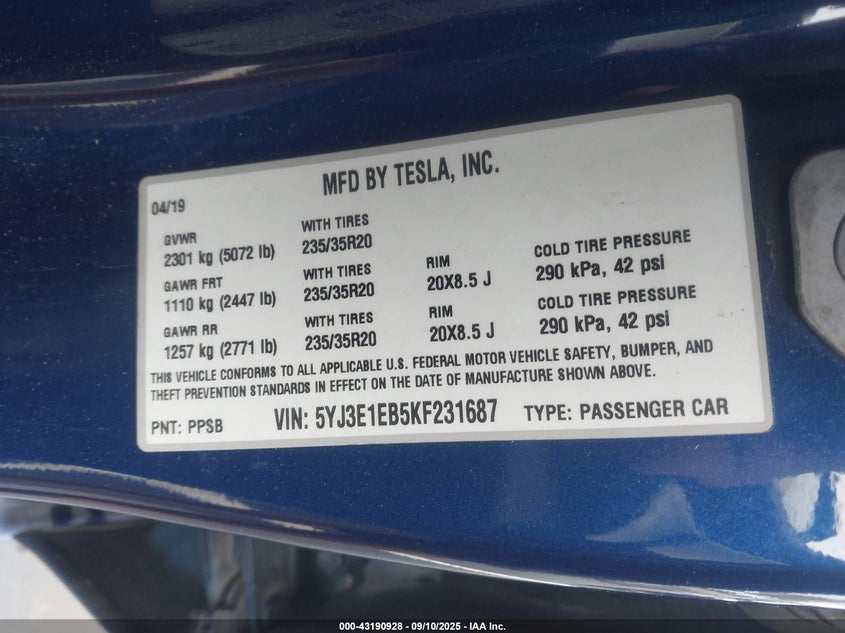 MFD BY TESLA, INC.
04/19
GVWR
2301 kg (5072 lb)
WITH TIRES
235/35R20
GAWR FRT
1110 kg (2447 lb)
WITH TIRES
235/35R20
RIM
20X8.5 J
COLD TIRE PRESSURE
290 kPa, 42 psi
GAWR RR
1257 kg (2771 lb)
WITH TIRES
235/35R20
RIM
20X8.5 J
COLD TIRE PRESSURE
290 kPa, 42 psi
THIS VEHICLE CONFORMS TO ALL APPLICABLE U.S. FEDERAL MOTOR VEHICLE SAFETY, BUMPER, AND
THEFT PREVENTION STANDARDS IN EFFECT ON THE DATE OF MANUFACTURE SHOWN ABOVE.
PNT: PPSB VIN: 5YJ3E1EB5KF231687 TYPE: PASSENGER CAR
000-43190928 - 09/10/2025 - IAA Inc.